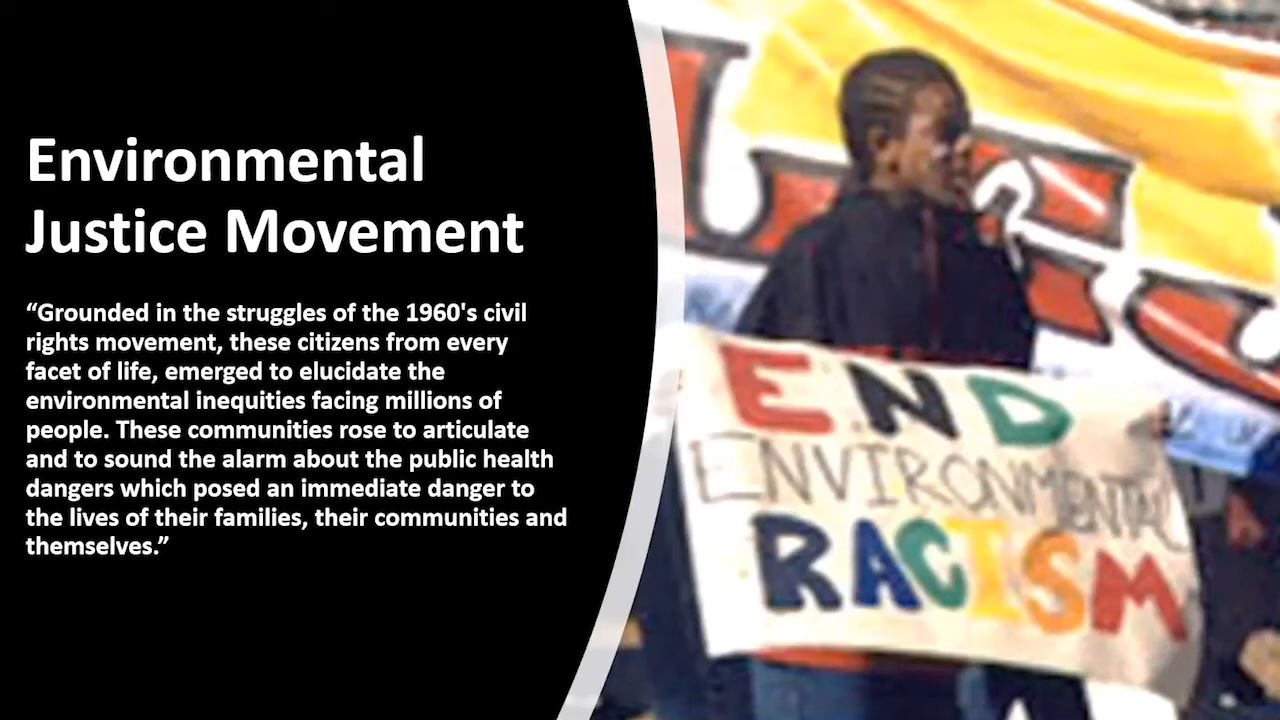 Environmental
Justice Movement
“Grounded in the struggles of the 1960's civil
rights movement, these citizens from every
facet of life, emerged to elucidate the
environmental inequities facing millions of
people. These communities rose to articulate
and to sound the alarm about the public health
dangers which posed an immediate danger to
the lives of their families, their communities and
themselves.”
END
ENVIRONMENTAL
RACISM